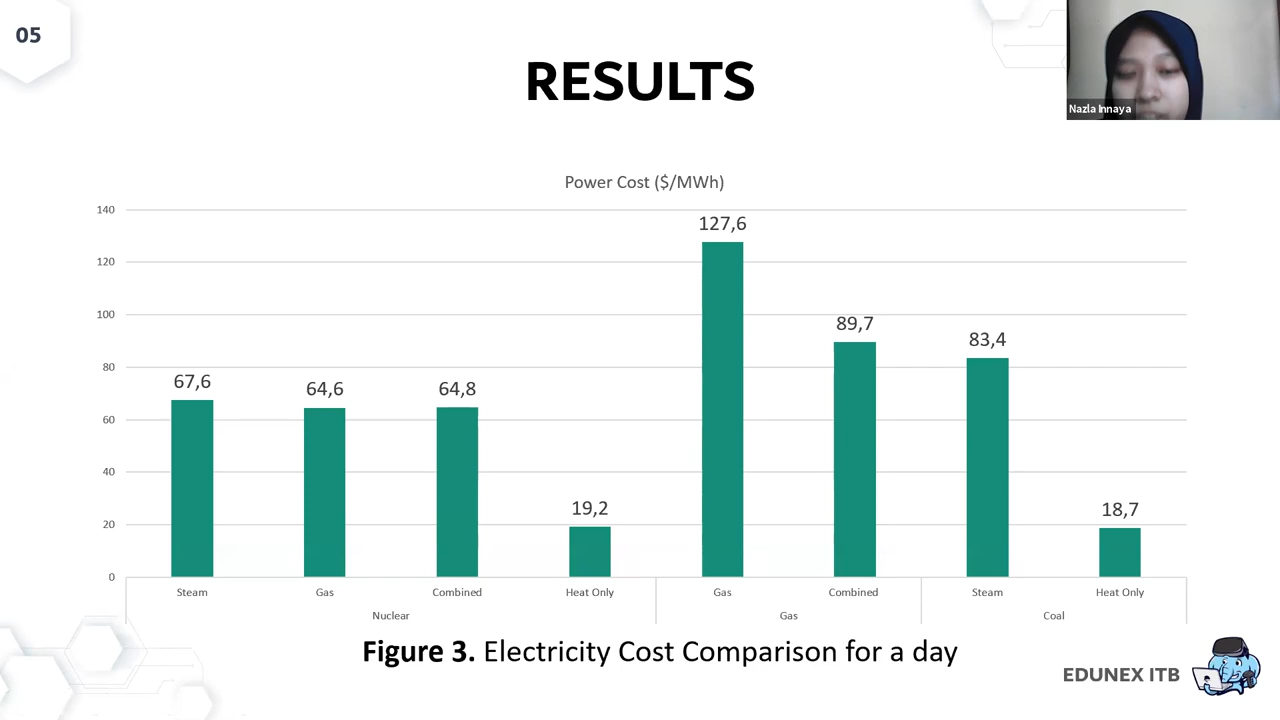 05
RESULTS
Nazla Innaya
Power Cost ($/MWh)
140
120
100
80
60
40
20
0
67,6
64,6
64,8
19,2
127,6
89,7
83,4
18,7
Steam
Gas
Combined
Heat Only
Gas
Combined
Steam
Heat Only
Nuclear
Gas
Coal
Figure 3. Electricity Cost Comparison for a day
EDUNEX ITB